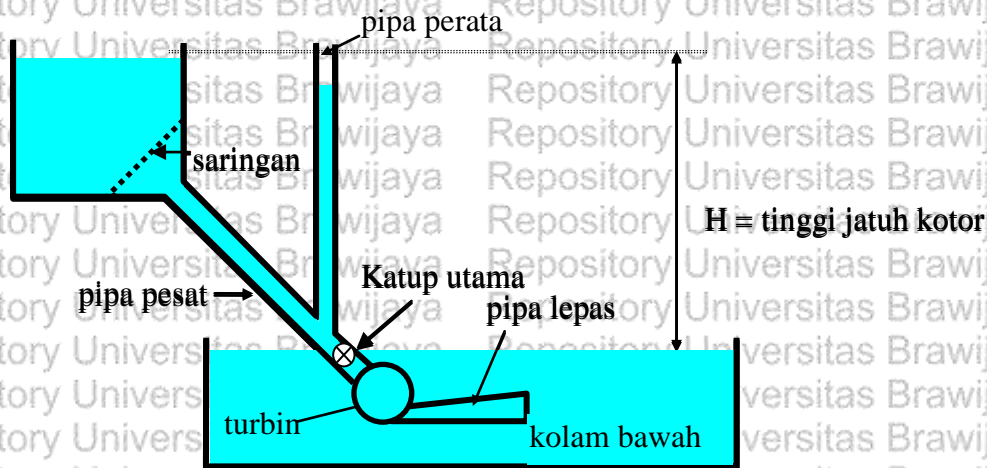 pipa perata
saringan
H = tinggi jatuh kotor
Katup utama
pipa pesat
pipa lepas
turbin
kolam bawah
Repository Universitas Brawijaya